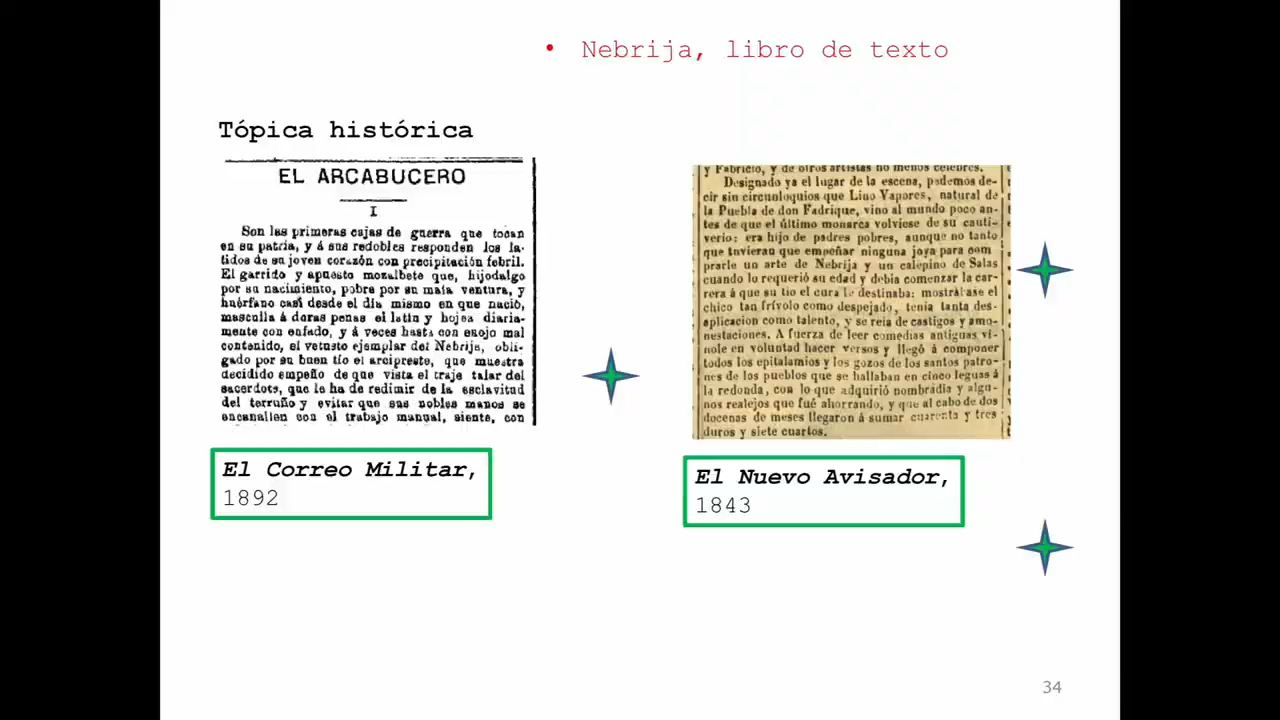 • Nebrija, libro de texto
Tópica histórica
EL ARCABUCERO
I
Son las primeras cajas de guerra que tocan
en su patria, y á sus redobles responden los la-
tidos de su joven corazón con precipitación febril.
El garrido y apuesto mozalbete que, hijodalgo
por su nacimiento, pobre por su mala ventura, y
huérfano casi desde el día mismo en que nació,
masculla á duras penas el latín y hojea diaria-
mente con enfado, y á veces hasta con enojo mal
contenido, el vetusto ejemplar del Nebrija, obli-
gado por su buen tío el arcipreste, que muestra
decidido empeño de que vista el traje talar del
sacerdote, que le ha de redimir de la esclavitud
del terruño y evitar que sus nobles manos se
encanallen con el trabajo manual, siente, con
El Correo Militar,
1892
y Fabricio, y de otros artistas no menos célebres.
Designado ya el lugar de la escena, podemos de-
cir sin circunloquios que Lino Vapores, natural de
la Puebla de don Fadrique, vino al mundo poco an-
tes de que el último monarca volviese de su cauti-
verio: era hijo de padres pobres, aunque no tanto
que tuvieran que empeñar ninguna joya para com
prarle un arte de Nebrija y un calepino de Salas
cuando lo requerió su edad y debia comenzar la car-
rera á que su tio el cura le destinaba: mostrábase el
chico tan frívolo como despejado, tenia tanta des-
aplicacion como talento, y se reia de castigos y amo-
nestaciones. A fuerza de leer comedias antiguas ví-
nole en voluntad hacer versos y llegó á componer
todos los epitalamios y los gozos de los santos patro-
nes de los pueblos que se hallaban en cinco leguas á
la redonda, con lo que adquirió nombradia y algu-
nos realejos que fué ahorrando, y que al cabo de dos
docenas de meses llegaron á sumar cuarenta y tres
duros y siete cuartos.
El Nuevo Avisador,
1843
34